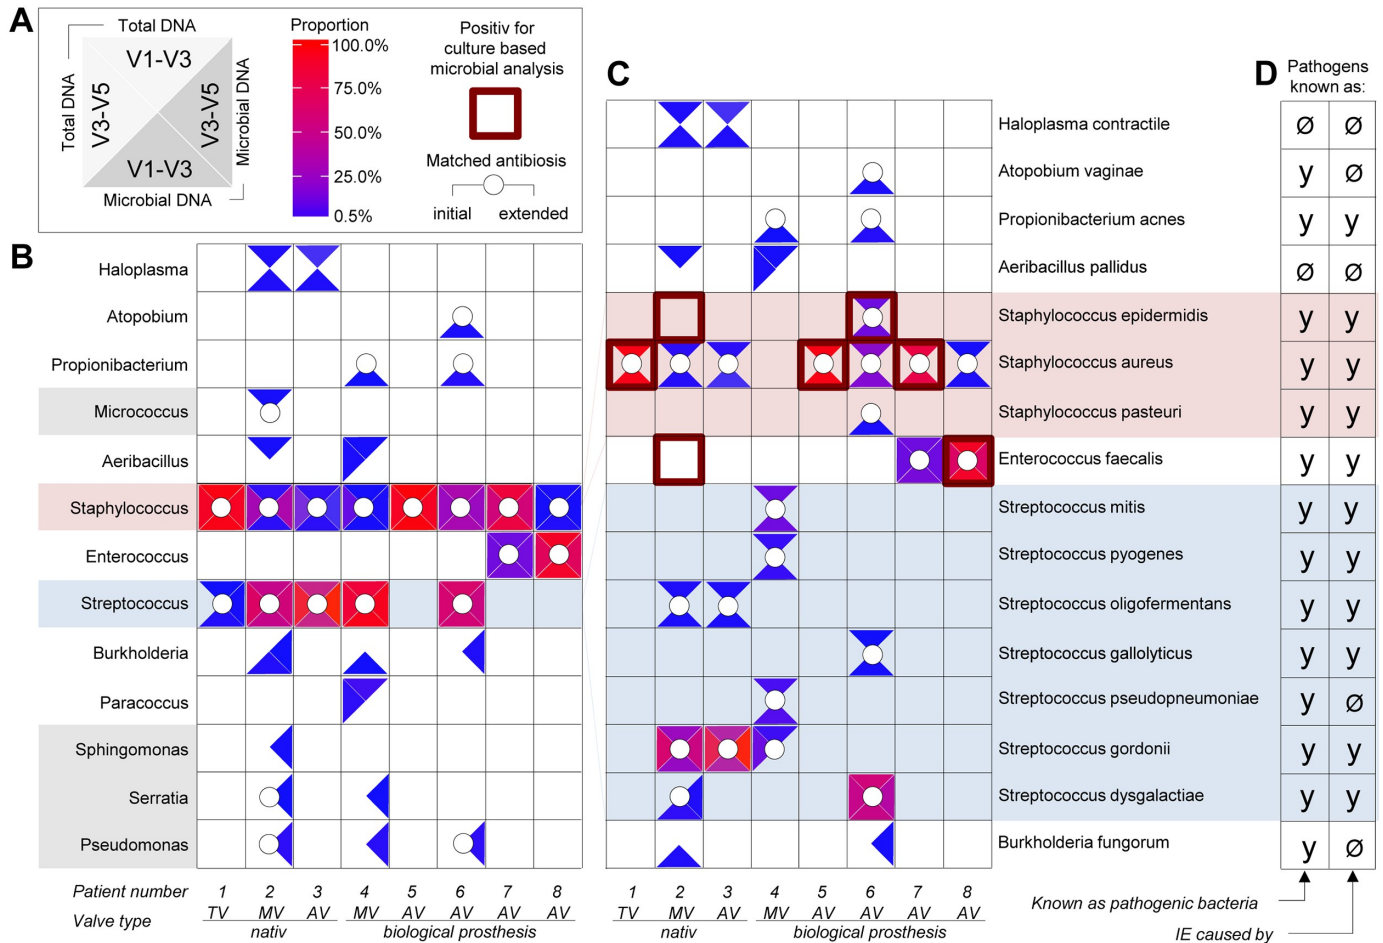 A
Total DNA
V1-V3
Total DNA
V3-V5
V3-V5
Microbial DNA
V1-V3
Microbial DNA
Proportion
100.0%
75.0%
50.0%
25.0%
0.5%
Positiv for
culture based
microbial analysis
Matched antibiosis
initial extended
B
Haloplasma
Atopobium
Propionibacterium
Micrococcus
Aeribacillus
Staphylococcus
Enterococcus
Streptococcus
Burkholderia
Paracoccus
Sphingomonas
Serratia
Pseudomonas
Patient number 1 2 3 4 5 6 7 8
Valve type TV MV AV MV AV AV AV AV
nativ biological prosthesis
C
Haloplasma contractile
Atopobium vaginae
Propionibacterium acnes
Aeribacillus pallidus
Staphylococcus epidermidis
Staphylococcus aureus
Staphylococcus pasteuri
Enterococcus faecalis
Streptococcus mitis
Streptococcus pyogenes
Streptococcus oligofermentans
Streptococcus gallolyticus
Streptococcus pseudopneumoniae
Streptococcus gordonii
Streptococcus dysgalactiae
Burkholderia fungorum
1 2 3 4 5 6 7 8
TV MV AV MV AV AV AV AV
nativ biological prosthesis
D
Pathogens
known as:
Ø Ø
y Ø
y y
Ø Ø
y y
y y
y y
y y
y y
y y
y y
y y
y Ø
y y
y y
y Ø
Known as pathogenic bacteria
IE caused by